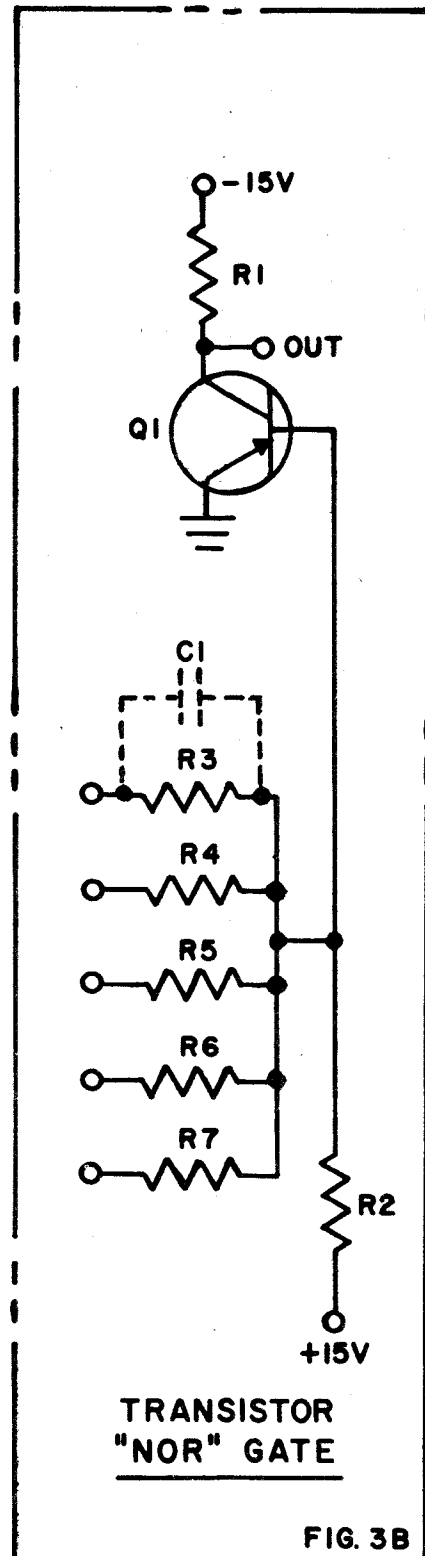 -15V
R1
OUT
Q1
C1
R3
R4
R5
R6
R7
R2
+15V
TRANSISTOR
"NOR" GATE
FIG. 3B